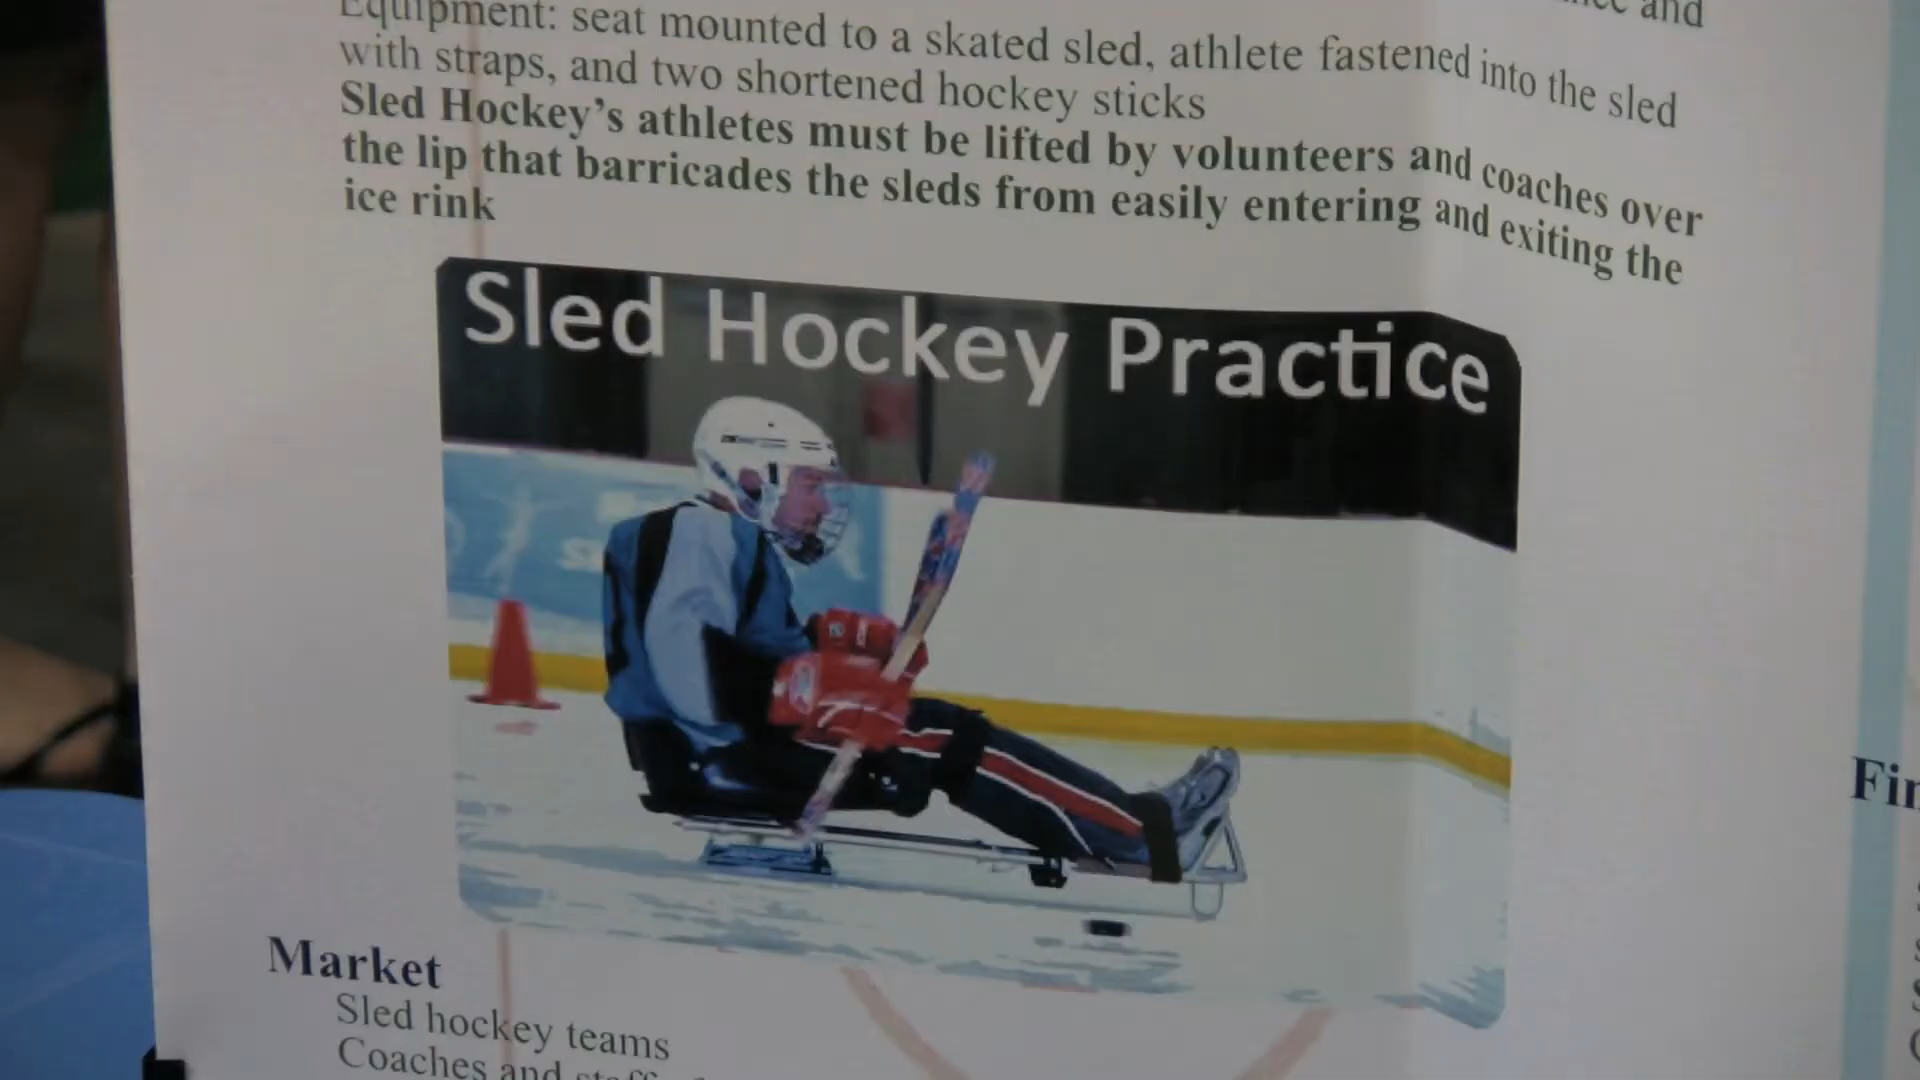 and
Equipment: seat mounted to a skated sled, athlete fastened into the sled
with straps, and two shortened hockey sticks
Sled Hockey's athletes must be lifted by volunteers and coaches over
the lip that barricades the sleds from easily entering and exiting the
ice rink
Sled Hockey Practice
Market
Sled hockey teams
Coaches and